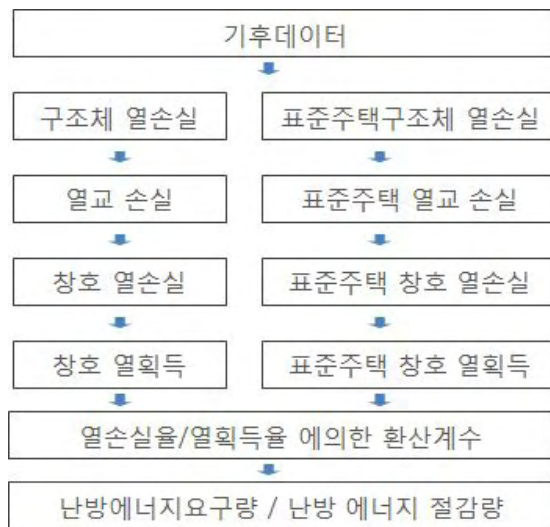 기후데이터
구조체 열손실
표준주택구조체 열손실
열교 손실
표준주택 열교 손실
창호 열손실
표준주택 창호 열손실
창호 열획득
표준주택 창호 열획득
열손실율/열획득율 에의한 환산계수
난방에너지요구량 / 난방 에너지 절감량